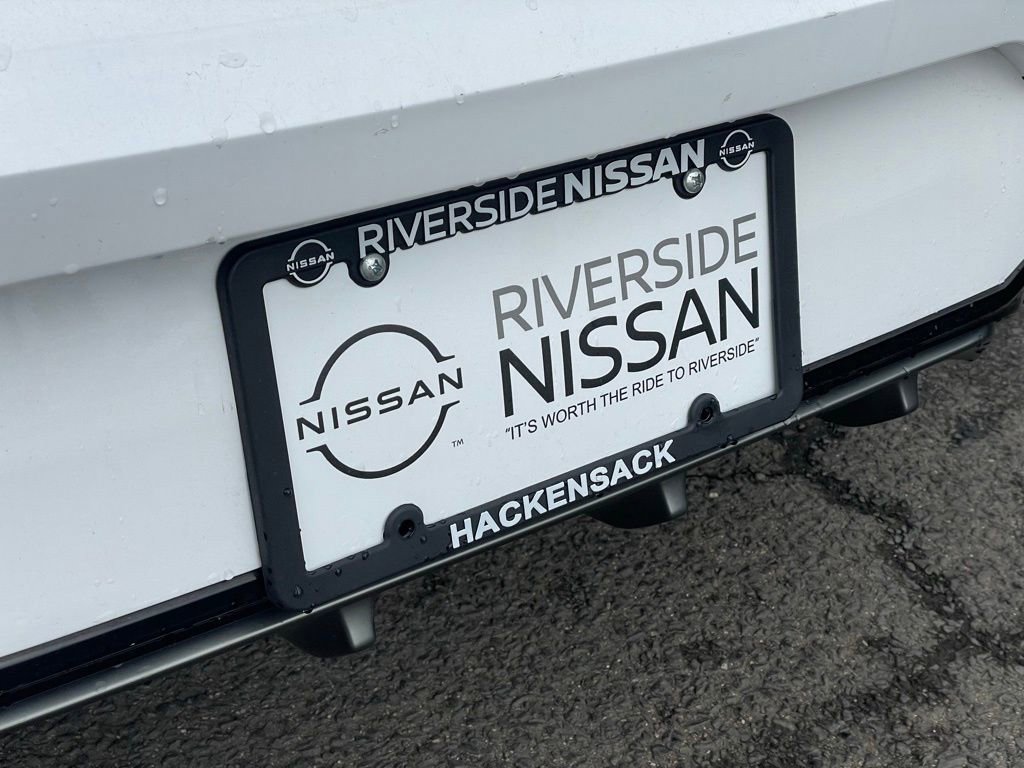 RIVERSIDE NISSAN
NISSAN
NISSAN
RIVERSIDE
NISSAN
"IT'S WORTH THE RIDE TO RIVERSIDE"
NISSAN
TM
HACKENSACK